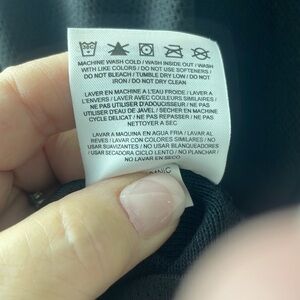 MACHINE WASH COLD / WASH INSIDE OUT / WASH
WITH LIKE COLORS / DO NOT USE SOFTENERS /
DO NOT BLEACH / TUMBLE DRY LOW / DO NOT
IRON / DO NOT DRY CLEAN
LAVER EN MACHINE A L'EAU FROIDE / LAVER A
L'ENVERS / LAVER AVEC COULEURS SIMILAIRES /
NE PAS UTILISER D'ADOUCISSEUR / NE PAS
UTILISER D'EAU DE JAVEL / SECHER EN MACHINE
CYCLE DELICAT / NE PAS REPASSER / NE PAS
NETTOYER A SEC
LAVAR A MAQUINA EN AGUA FRIA / LAVAR AL
REVES / LAVAR CON COLORES SIMILARES / NO
USAR SUAVIZANTES / NO USAR BLANQUEADORES
/ USAR SECADORA CICLO LENTO / NO PLANCHAR /
NO LAVAR EN SECO